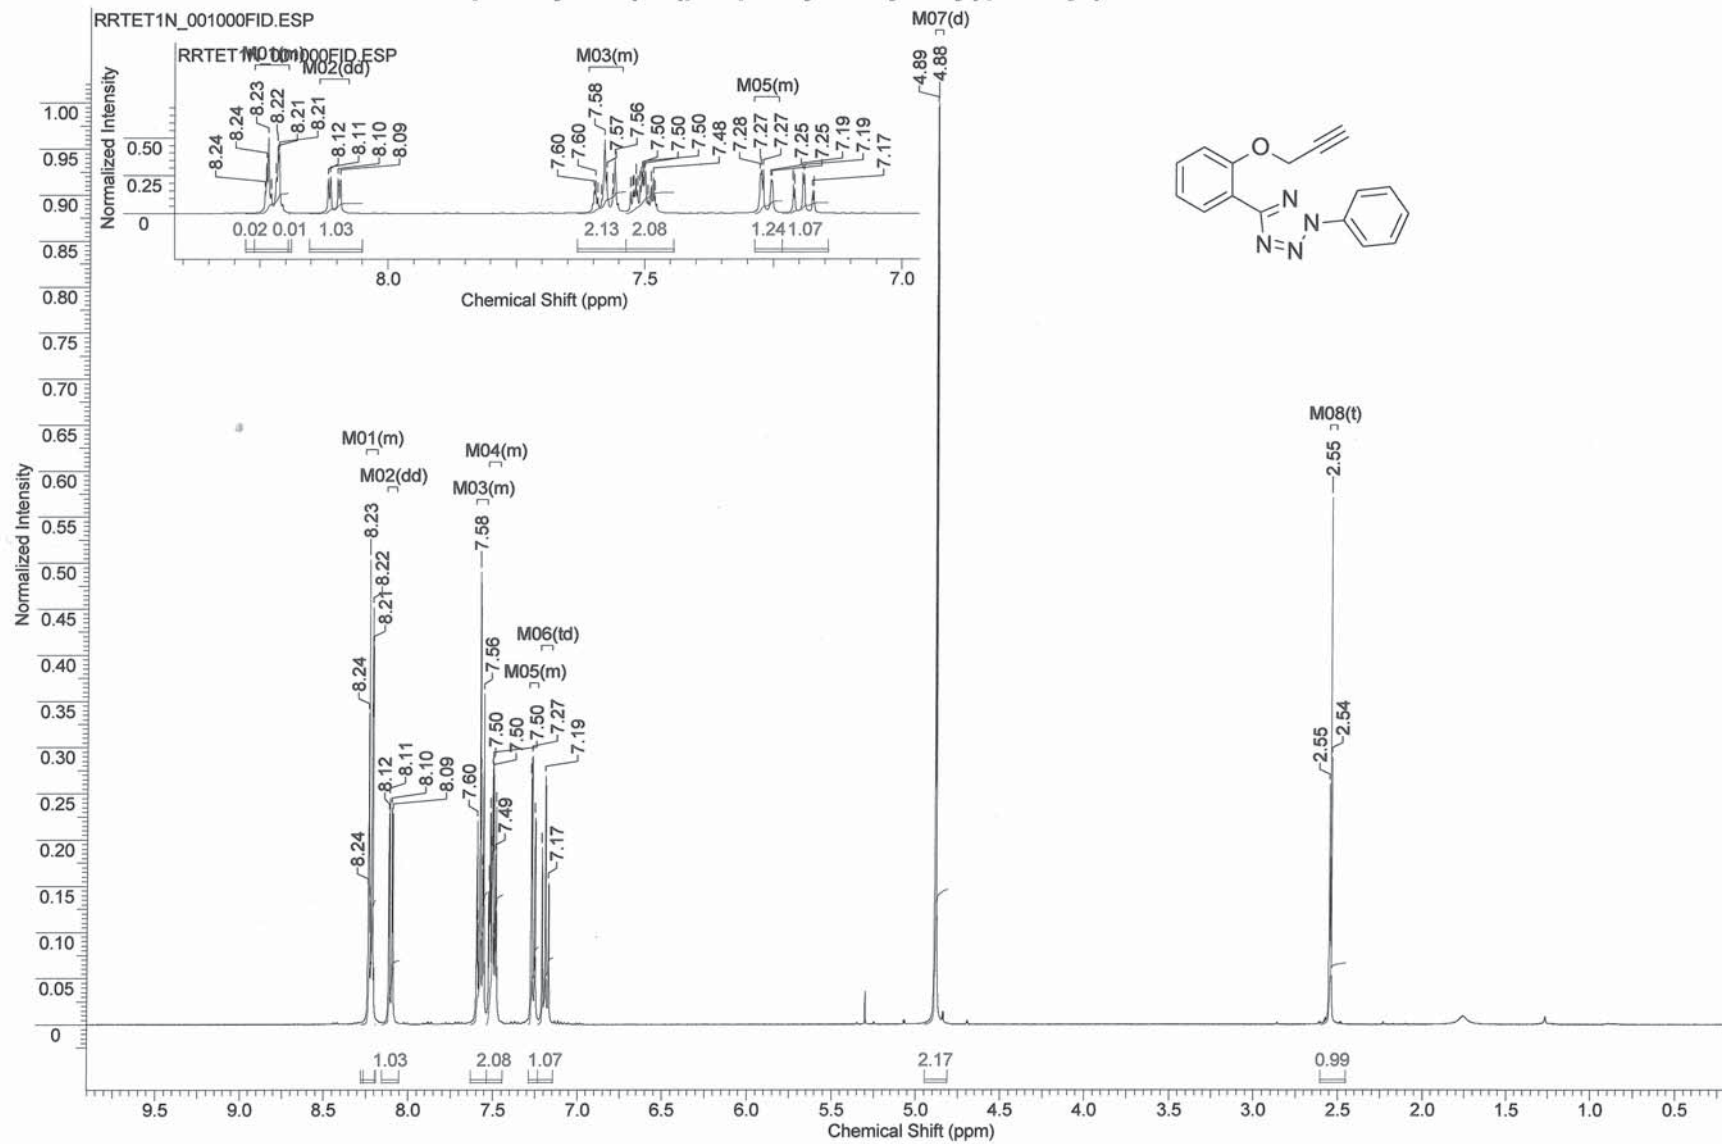 RRTET1N_001000FID.ESP
RRTET1N_001000FID.ESP
M01(m)
M02(dd)
M03(m)
M05(m)
M07(d)
8.24
8.24
8.23
8.22
8.21
8.21
8.12
8.11
8.10
8.09
7.60
7.60
7.58
7.57
7.56
7.50
7.50
7.50
7.48
7.28
7.27
7.27
7.25
7.25
7.19
7.19
7.17
4.89
4.88
Normalized Intensity
0.50
0.25
0
0.02 0.01 1.03 2.13 2.08 1.24 1.07
8.0 7.5 7.0
Chemical Shift (ppm)
O
N
N
N
N
Normalized Intensity
1.00
0.95
0.90
0.85
0.80
0.75
0.70
0.65
0.60
0.55
0.50
0.45
0.40
0.35
0.30
0.25
0.20
0.15
0.10
0.05
0
M01(m)
M02(dd)
M04(m)
M03(m)
M06(td)
M05(m)
M08(t)
8.24
8.24
8.23
8.22
8.21
8.12
8.11
8.10
8.09
7.60
7.58
7.56
7.50
7.50
7.49
7.50
7.27
7.19
7.17
2.55
2.55
2.54
1.03 2.08 1.07 2.17 0.99
9.5 9.0 8.5 8.0 7.5 7.0 6.5 6.0 5.5 5.0 4.5 4.0 3.5 3.0 2.5 2.0 1.5 1.0 0.5
Chemical Shift (ppm)